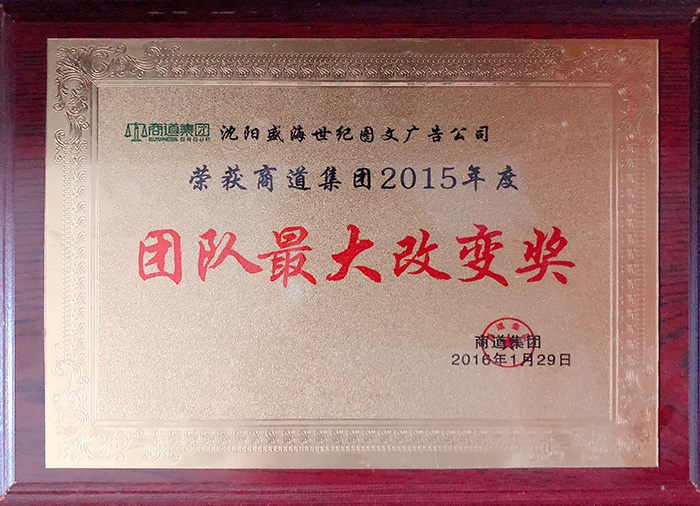 商道集团 沈阳盛海世纪图文广告公司
BUSINESS GROUP
荣获商道集团2015年度
团队最大改变奖
商道集团
2016年1月29日